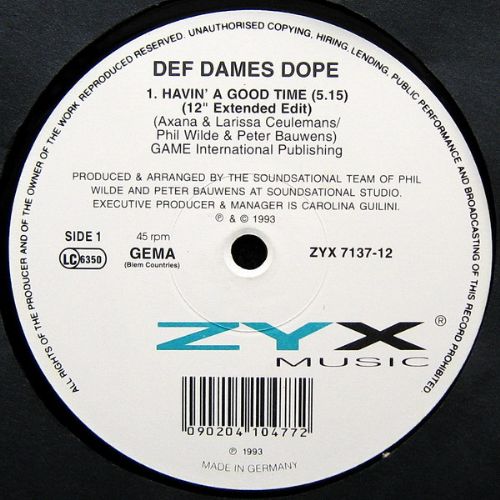 ALL RIGHTS OF THE PRODUCER AND OF THE OWNER OF THE WORK REPRODUCED RESERVED. UNAUTHORISED COPYING, HIRING, LENDING, PUBLIC PERFORMANCE AND BROADCASTING OF THIS RECORD PROHIBITED
DEF DAMES DOPE
1. HAVIN' A GOOD TIME (5.15)
(12" Extended Edit)
(Axana & Larissa Ceulemans/
Phil Wilde & Peter Bauwens)
GAME International Publishing
PRODUCED & ARRANGED BY THE SOUNDSATIONAL TEAM OF PHIL
WILDE AND PETER BAUWENS AT SOUNDSATIONAL STUDIO.
EXECUTIVE PRODUCER & MANAGER IS CAROLINA GUILINI.
℗ & © 1993
SIDE 1 45 rpm
LC 6350 GEMA ZYX 7137-12
(Biem Countries)
ZYX ®
MUSIC
090204 104772
℗ 1993
MADE IN GERMANY